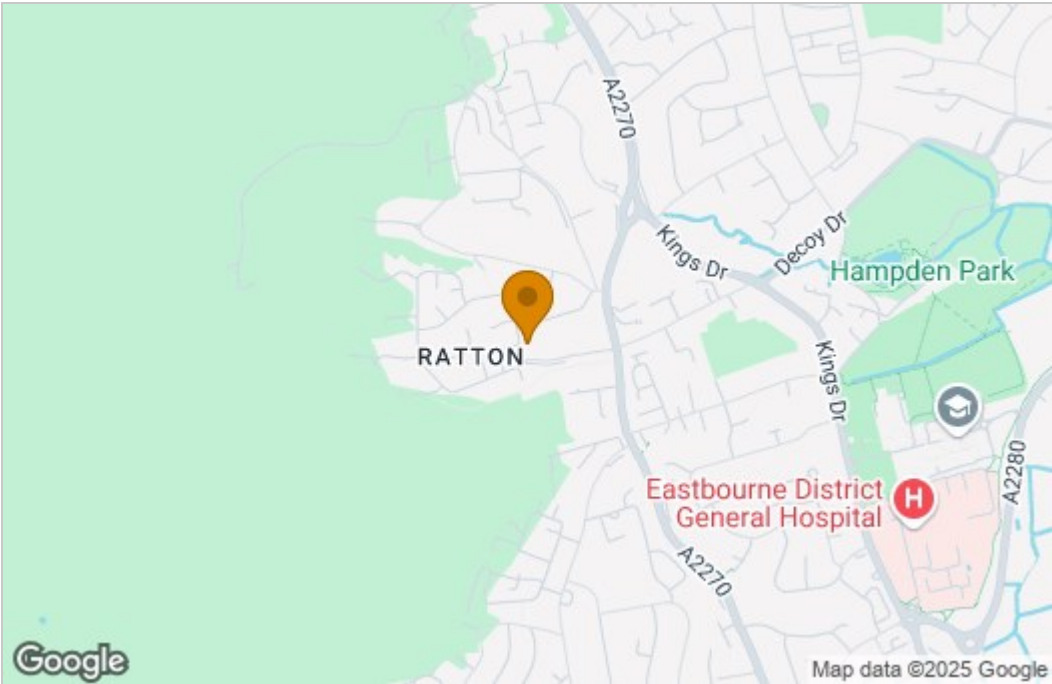 A2270
Kings Dr
Decoy Dr
Hampden Park
RATTON
Kings Dr
A2280
Eastbourne District
General Hospital
H
A2270
Google
Map data ©2025 Google